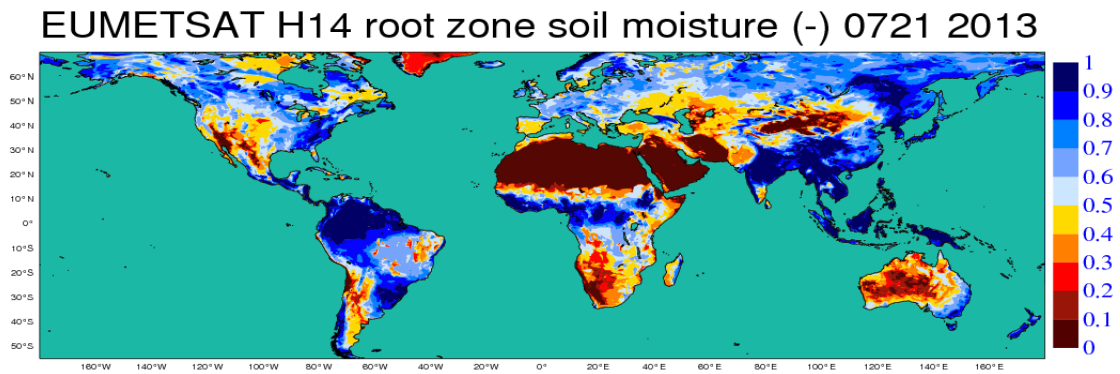 EUMETSAT H14 root zone soil moisture (-) 0721 2013
60°N
50°N
40°N
30°N
20°N
10°N
0°
10°S
20°S
30°S
40°S
50°S
160°W 140°W 120°W 100°W 80°W 60°W 40°W 20°W 0° 20°E 40°E 60°E 80°E 100°E 120°E 140°E 160°E
1
0.9
0.8
0.7
0.6
0.5
0.4
0.3
0.2
0.1
0